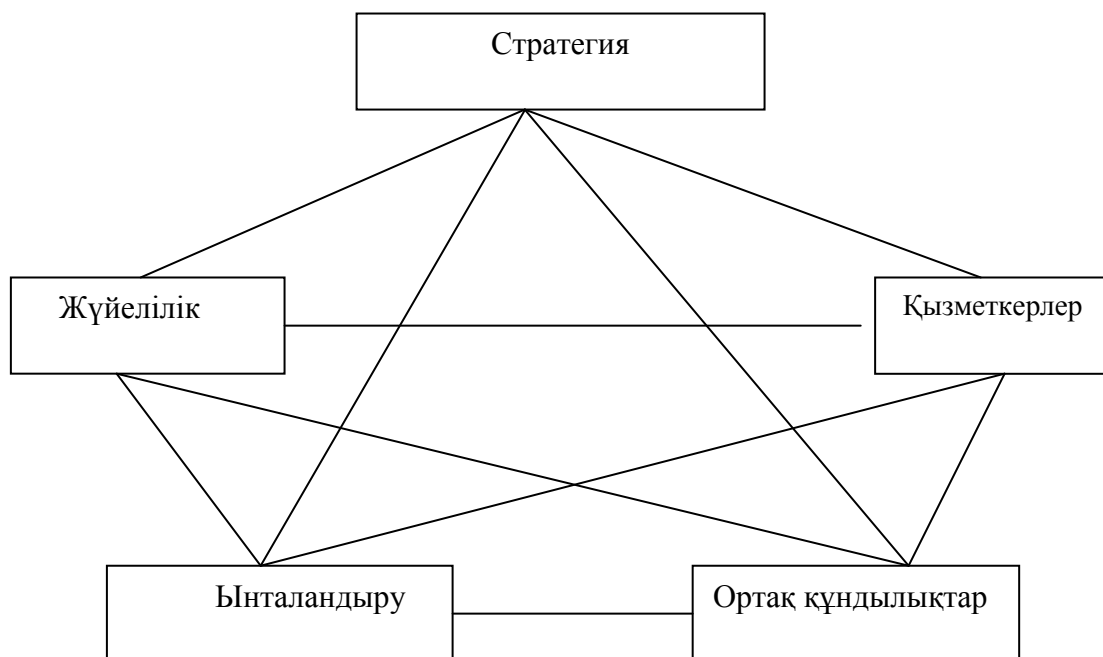 Стратегия
Жүйелілік
Қызметкерлер
Ынталандыру
Ортақ құндылықтар